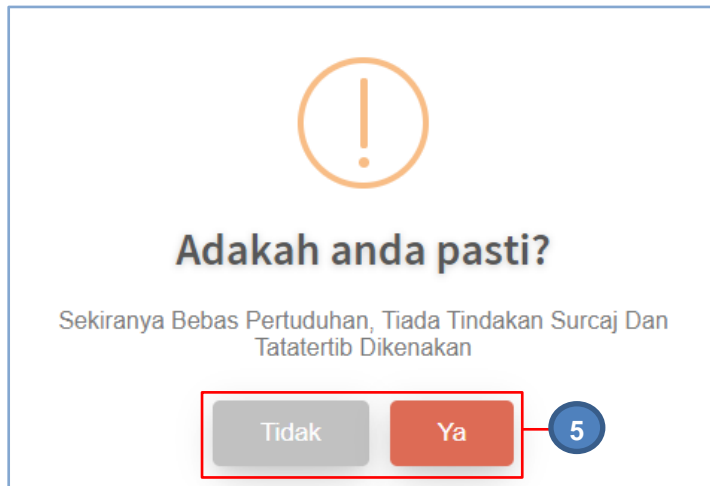 Adakah anda pasti?
Sekiranya Bebas Pertuduhan, Tiada Tindakan Surcaj Dan
Tatatertib Dikenakan
Tidak Ya 5